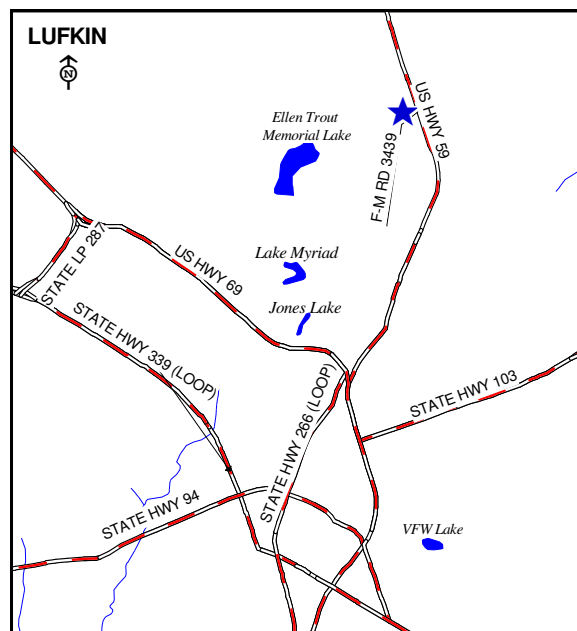 LUFKIN
N
Ellen Trout
Memorial Lake
US HWY 59
F-M RD 3439
STATE LP 287
US HWY 69
Lake Myriad
Jones Lake
STATE HWY 339 (LOOP)
STATE HWY 266 (LOOP)
STATE HWY 103
STATE HWY 94
VFW Lake